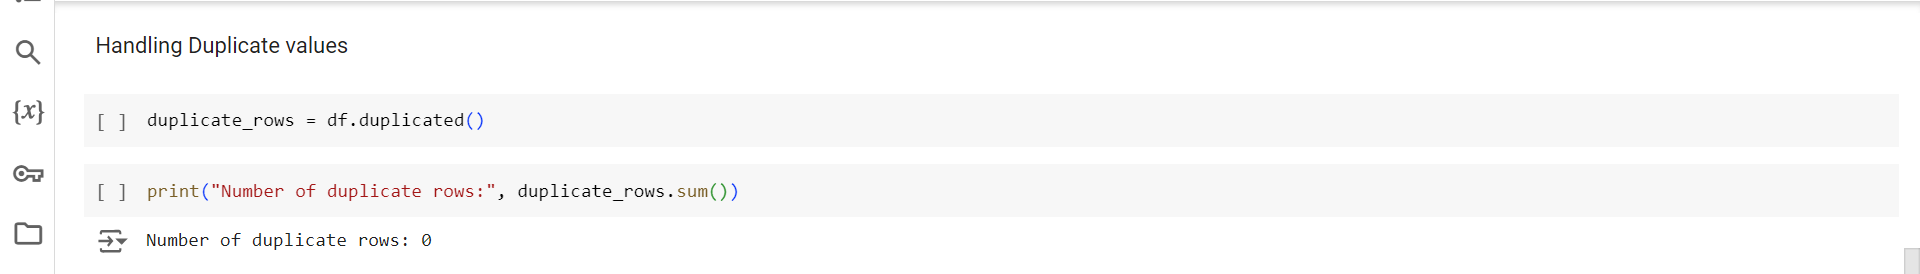 Handling Duplicate values
[ ] duplicate_rows = df.duplicated()
[ ] print("Number of duplicate rows:", duplicate_rows.sum())
Number of duplicate rows: 0
{x}